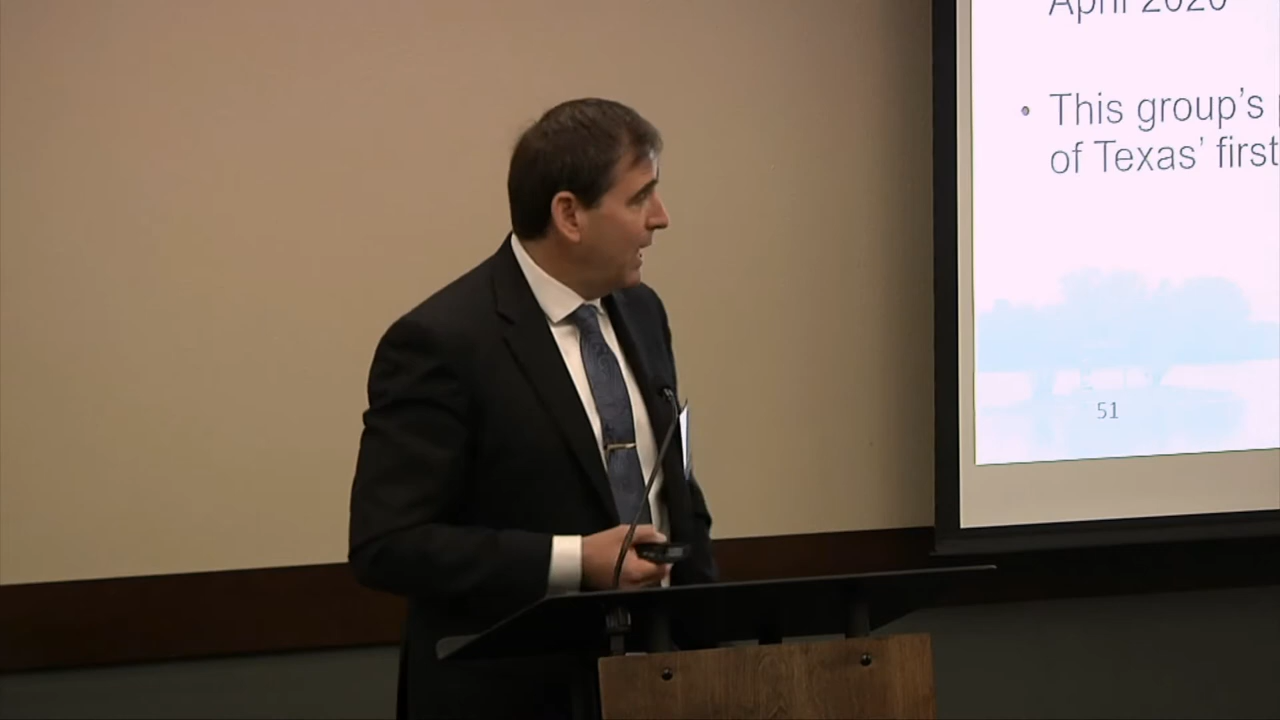 April 2020
• This group's
of Texas' first
51